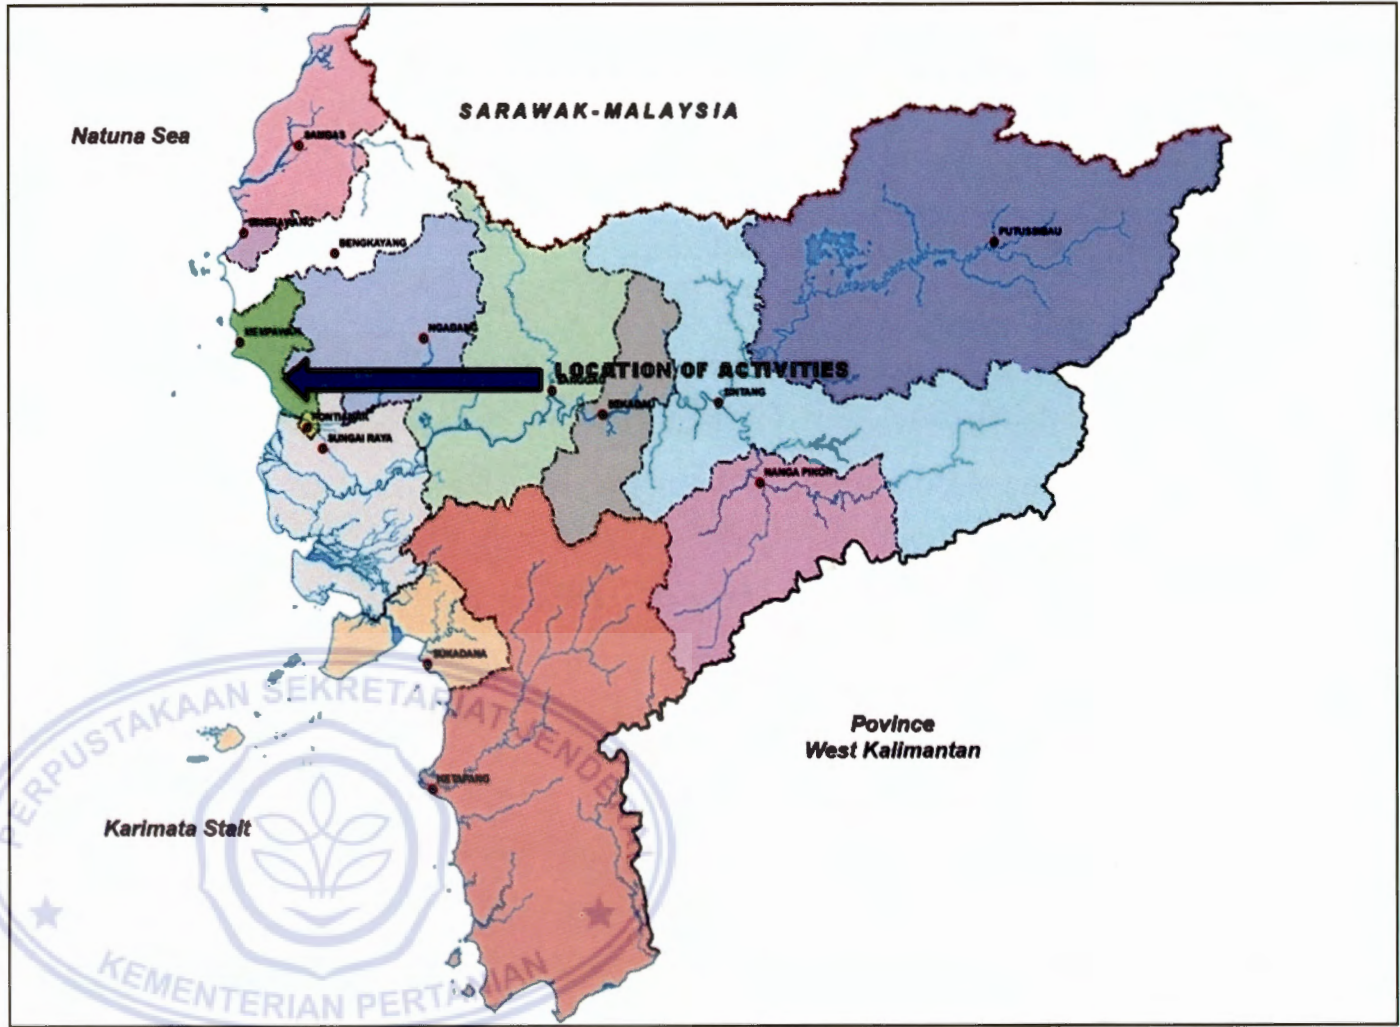 SARAWAK-MALAYSIA
Natuna Sea
SAMBAS
SINGKAWANG
BENGKAYANG
PUTUSSIBAU
MEMPAWAH
NGABANG
LOCATION OF ACTIVITIES
SANGGAU
SINTANG
SEKADAU
PONTIANAK
SUNGAI RAYA
NANGA PINOH
SUKADANA
Povince
West Kalimantan
KETAPANG
Karimata Stait
PERPUSTAKAAN SEKRETARIAT JENDERAL
KEMENTERIAN PERTANIAN